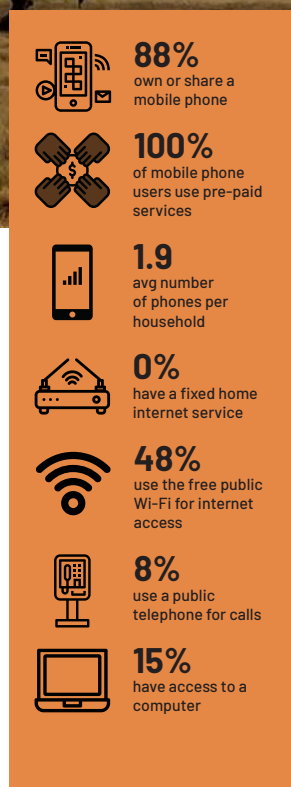 88%
own or share a
mobile phone
$
100%
of mobile phone
users use pre-paid
services
1.9
avg number
of phones per
household
0%
have a fixed home
internet service
48%
use the free public
Wi-Fi for internet
access
8%
use a public
telephone for calls
15%
have access to a
computer